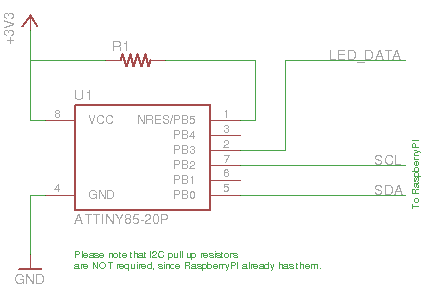 +3V3
R1
LED_DATA
U1
8 VCC NRES/PB5 1
PB4 3
PB3 2
PB2 7 SCL
PB1 6
4 GND PB0 5 SDA
To RaspberryPI
ATTINY85-20P
GND
Please note that I2C pull up resistors
are NOT required, since RaspberryPI already has them.